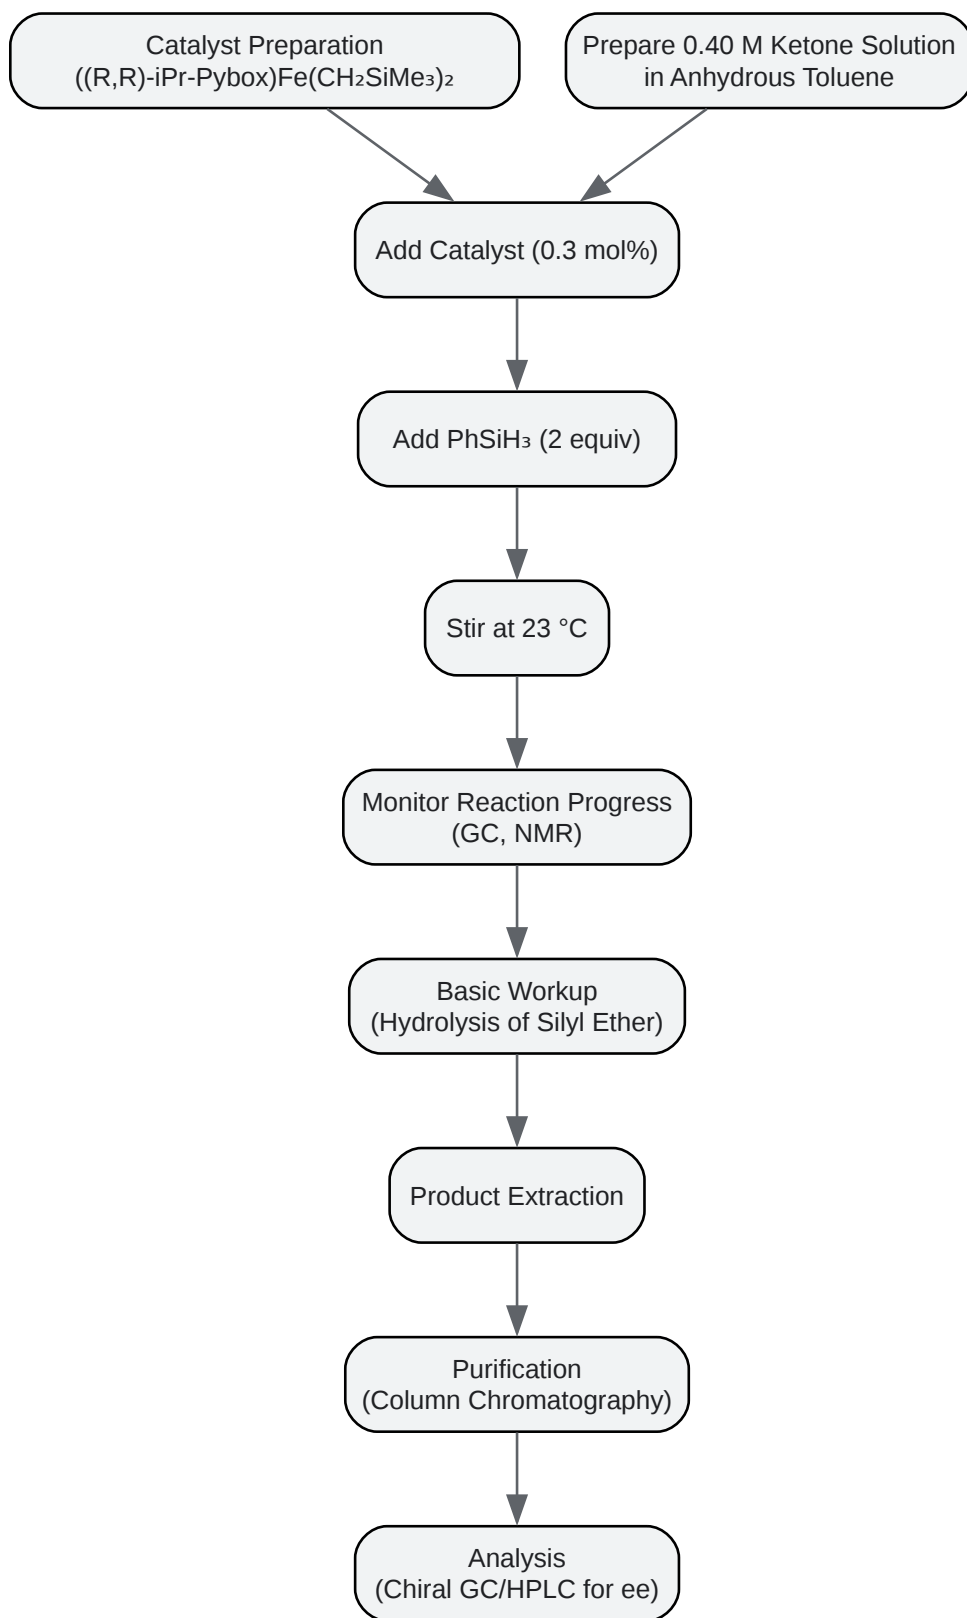 Catalyst Preparation
((R,R)-iPr-Pybox)Fe(CH₂SiMe₃)₂
Prepare 0.40 M Ketone Solution
in Anhydrous Toluene
Add Catalyst (0.3 mol%)
Add PhSiH₃ (2 equiv)
Stir at 23 °C
Monitor Reaction Progress
(GC, NMR)
Basic Workup
(Hydrolysis of Silyl Ether)
Product Extraction
Purification
(Column Chromatography)
Analysis
(Chiral GC/HPLC for ee)